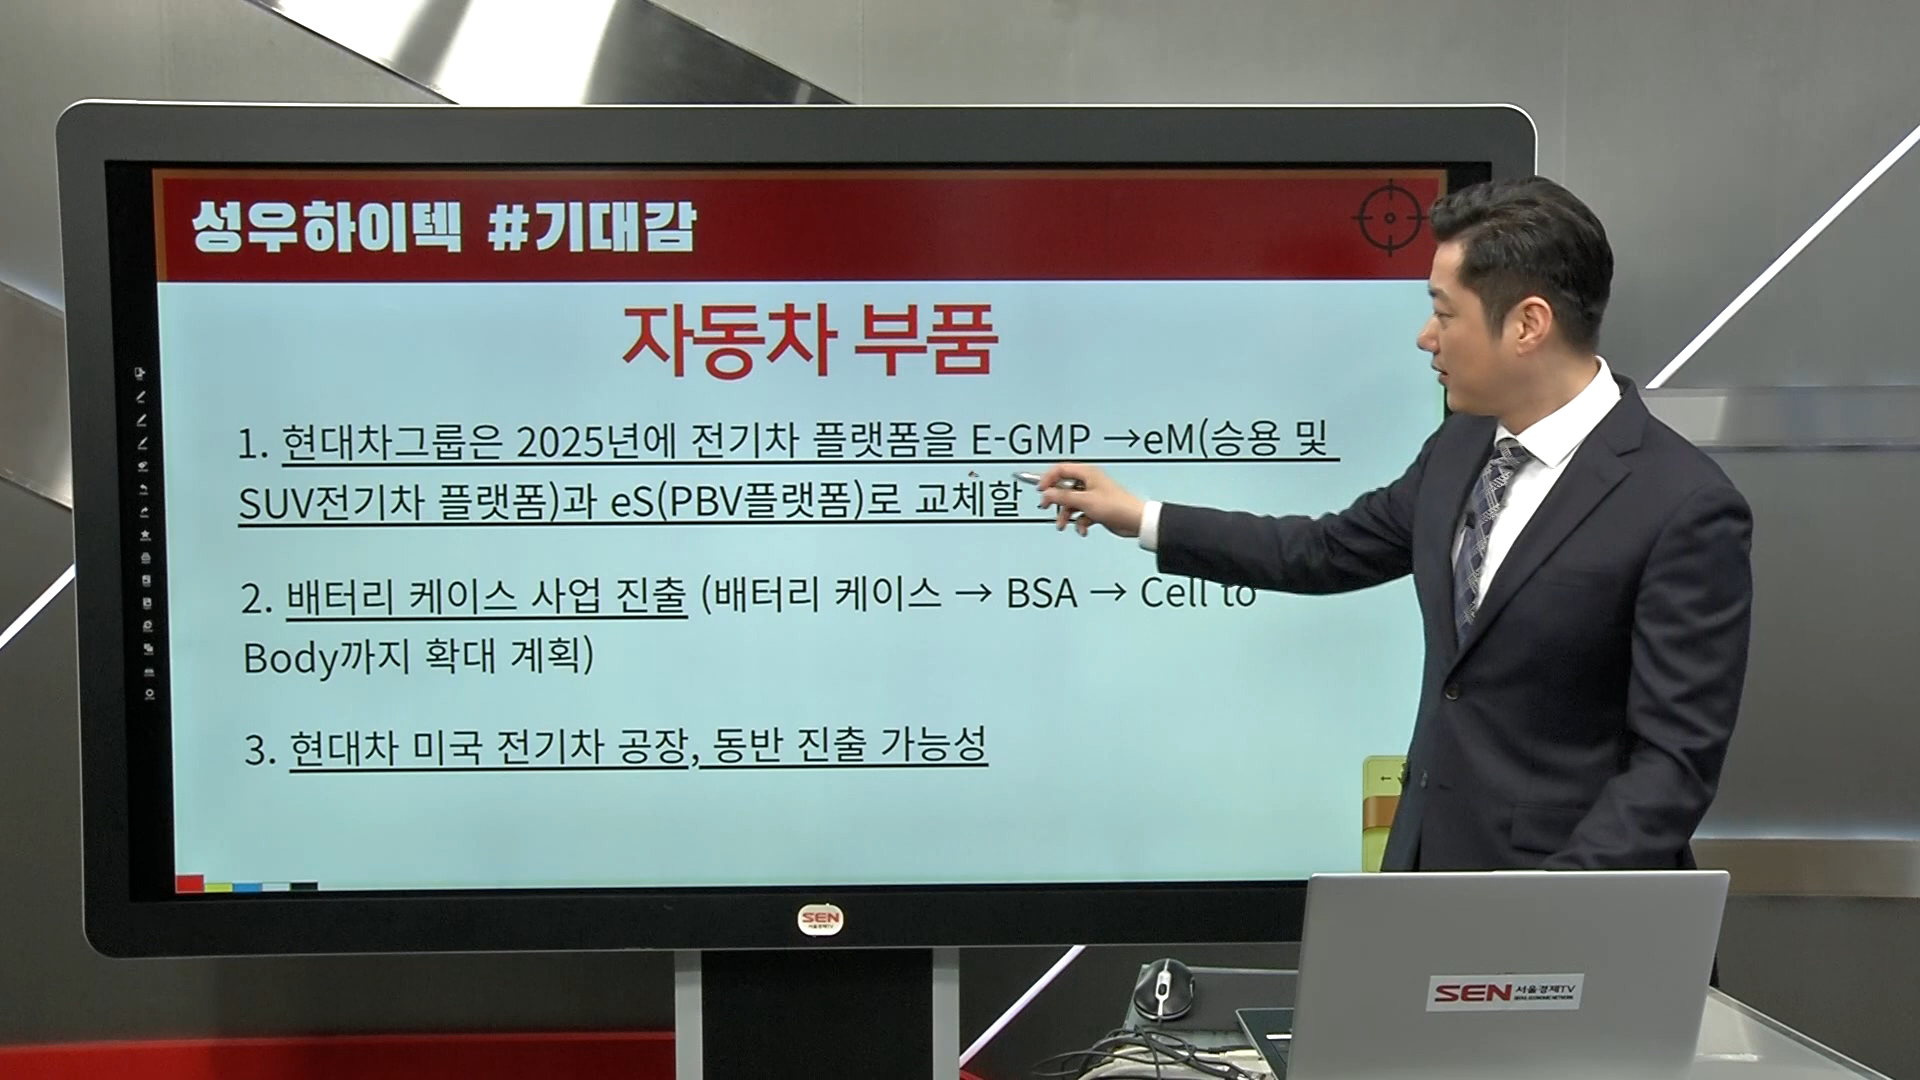 성우하이텍 #기대감
자동차 부품
1. 현대차그룹은 2025년에 전기차 플랫폼을 E-GMP →eM(승용 및
SUV전기차 플랫폼)과 eS(PBV플랫폼)로 교체할
2. 배터리 케이스 사업 진출 (배터리 케이스 → BSA → Cell to
Body까지 확대 계획)
3. 현대차 미국 전기차 공장, 동반 진출 가능성
SEN
서울경제TV
SEN 서울경제TV